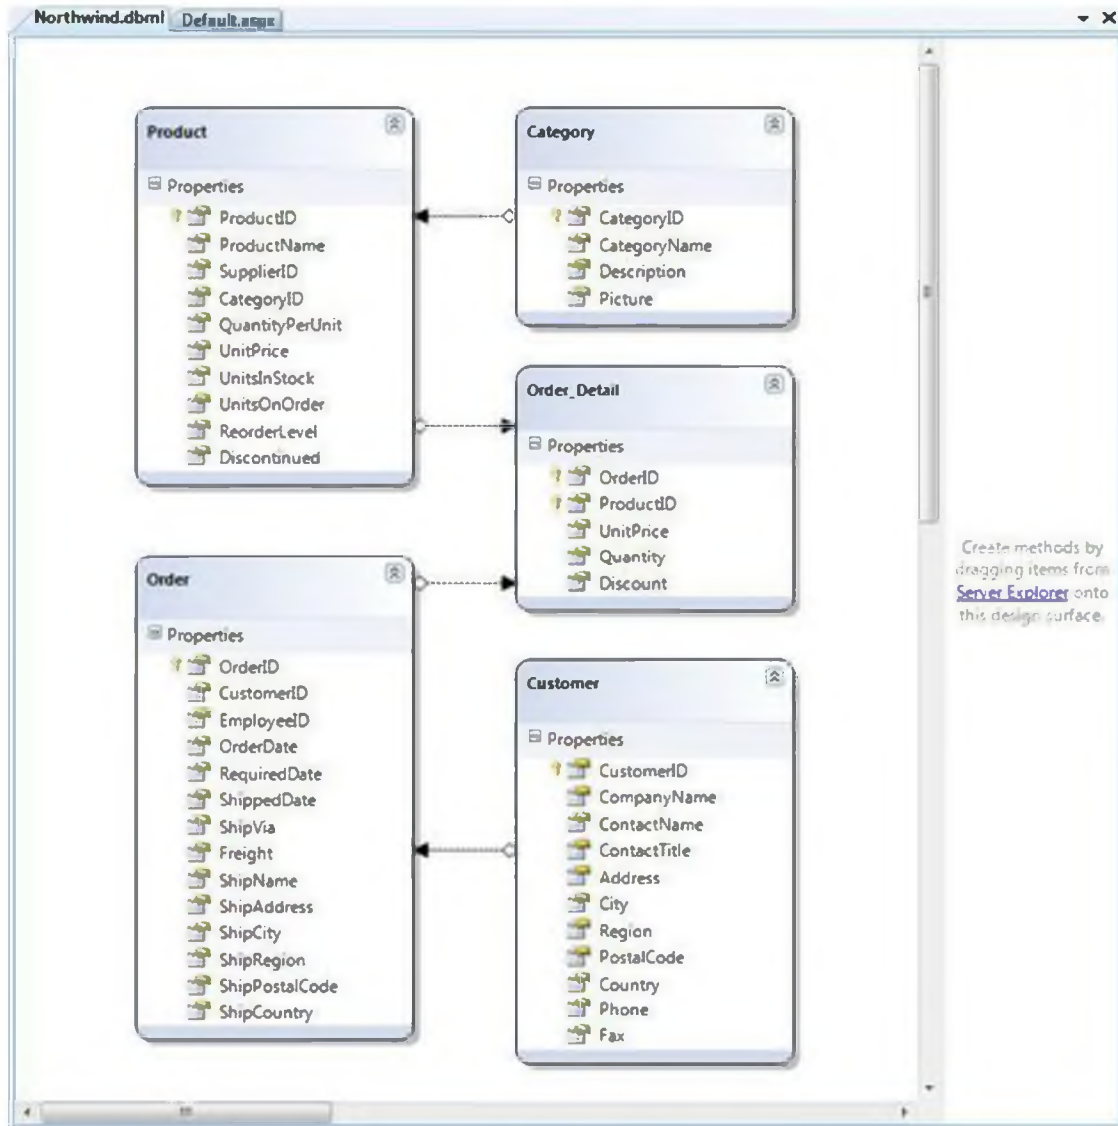 Northwind.dbml
Default.aspx
Product
Properties
ProductID
ProductName
SupplierID
CategoryID
QuantityPerUnit
UnitPrice
UnitsInStock
UnitsOnOrder
ReorderLevel
Discontinued
Category
Properties
CategoryID
CategoryName
Description
Picture
Order_Detail
Properties
OrderID
ProductID
UnitPrice
Quantity
Discount
Order
Properties
OrderID
CustomerID
EmployeeID
OrderDate
RequiredDate
ShippedDate
ShipVia
Freight
ShipName
ShipAddress
ShipCity
ShipRegion
ShipPostalCode
ShipCountry
Customer
Properties
CustomerID
CompanyName
ContactName
ContactTitle
Address
City
Region
PostalCode
Country
Phone
Fax
Create methods by
dragging items from
Server Explorer onto
this design surface.